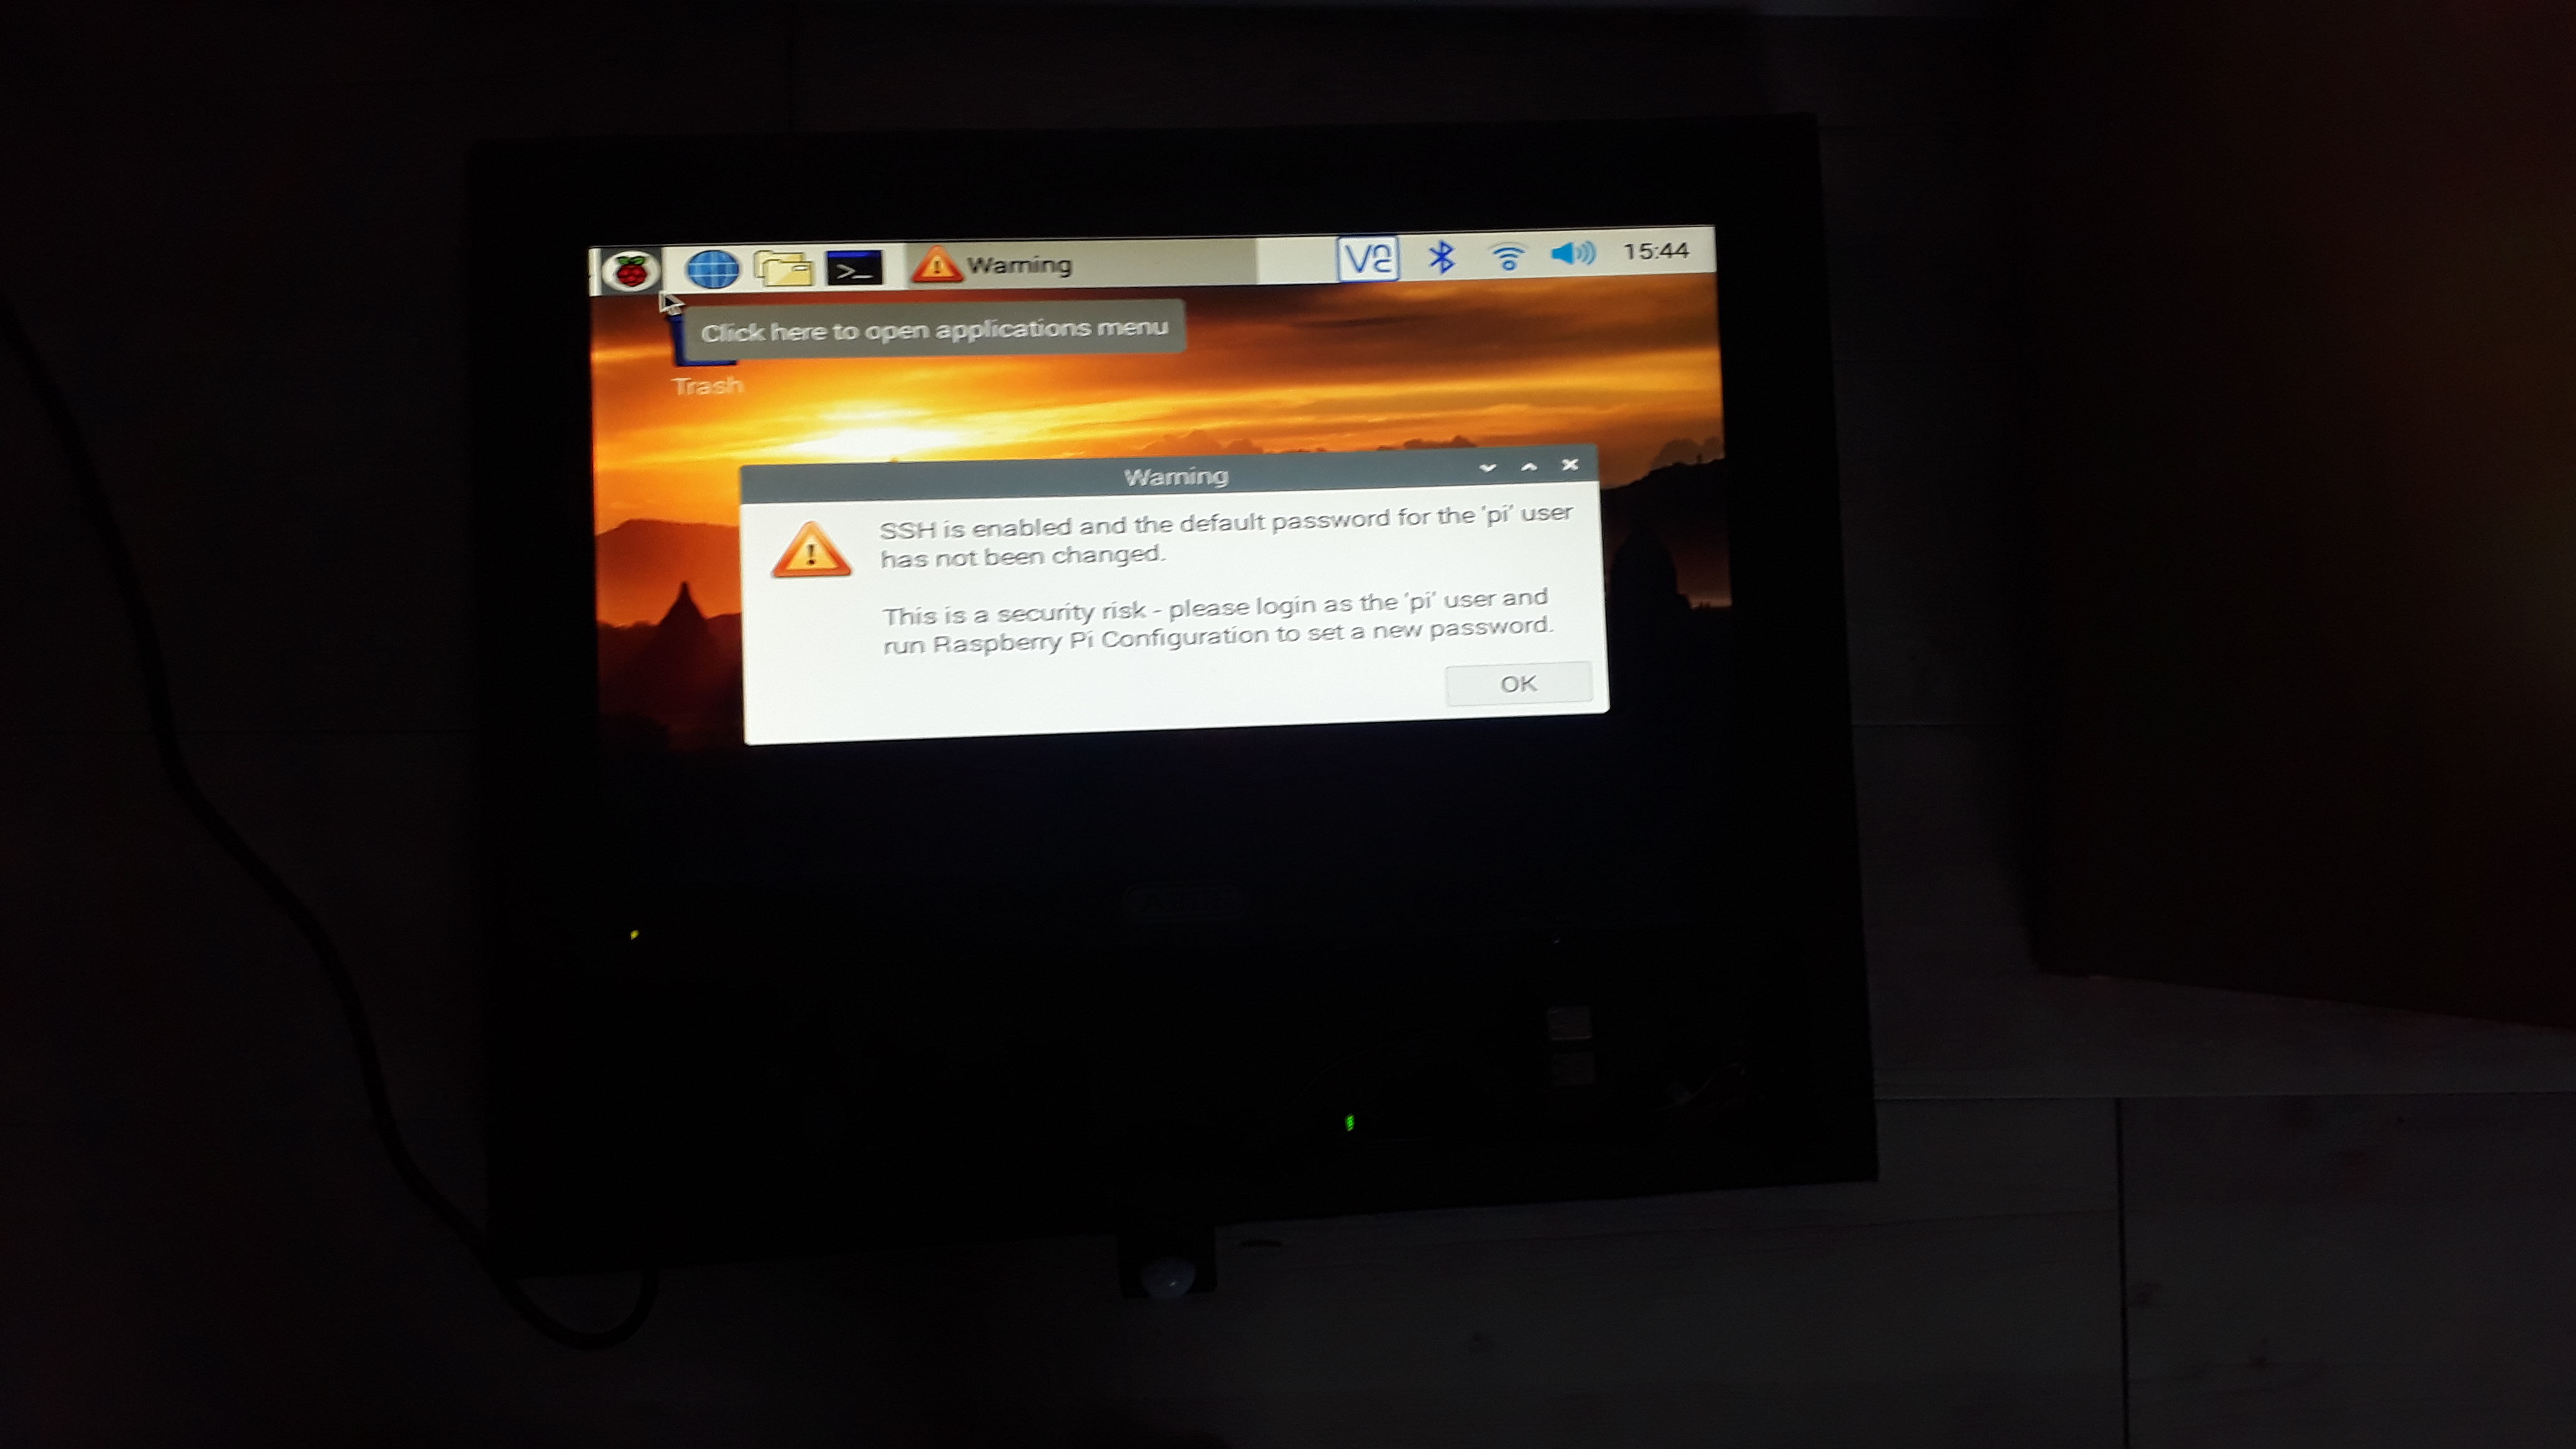 Warning
15:44
Click here to open applications menu
Trash
Warning
SSH is enabled and the default password for the 'pi' user
has not been changed.
This is a security risk - please login as the 'pi' user and
run Raspberry Pi Configuration to set a new password.
OK